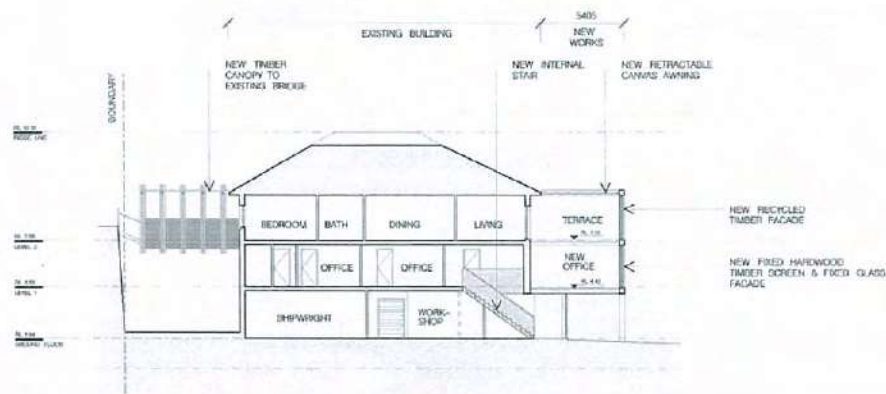 5405
EXISTING BUILDING
NEW
WORKS
NEW TIMBER
CANOPY TO
EXISTING BRIDGE
NEW INTERNAL
STAIR
NEW RETRACTABLE
CANVAS AWNING
BOUNDARY
RIDGE LINE
BEDROOM
BATH
DINING
LIVING
TERRACE
NEW RECYCLED
TIMBER FACADE
LEVEL 2
OFFICE
OFFICE
NEW
OFFICE
NEW FIXED HARDWOOD
TIMBER SCREEN & FIXED GLASS
FACADE
LEVEL 1
SHIPWRIGHT
WORK-
SHOP
GROUND FLOOR